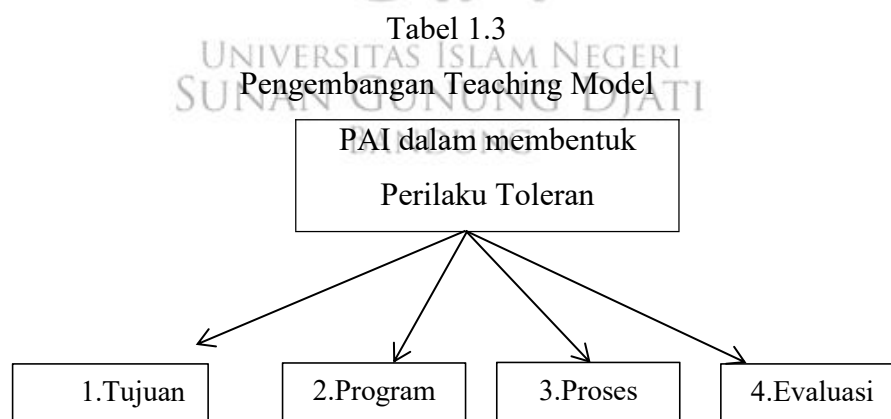 Tabel 1.3
UNIVERSITAS ISLAM NEGERI
Pengembangan Teaching Model
SUNAN GUNUNG DJATI
PAI dalam membentuk
BANDUNG
Perilaku Toleran
1.Tujuan
2.Program
3.Proses
4.Evaluasi